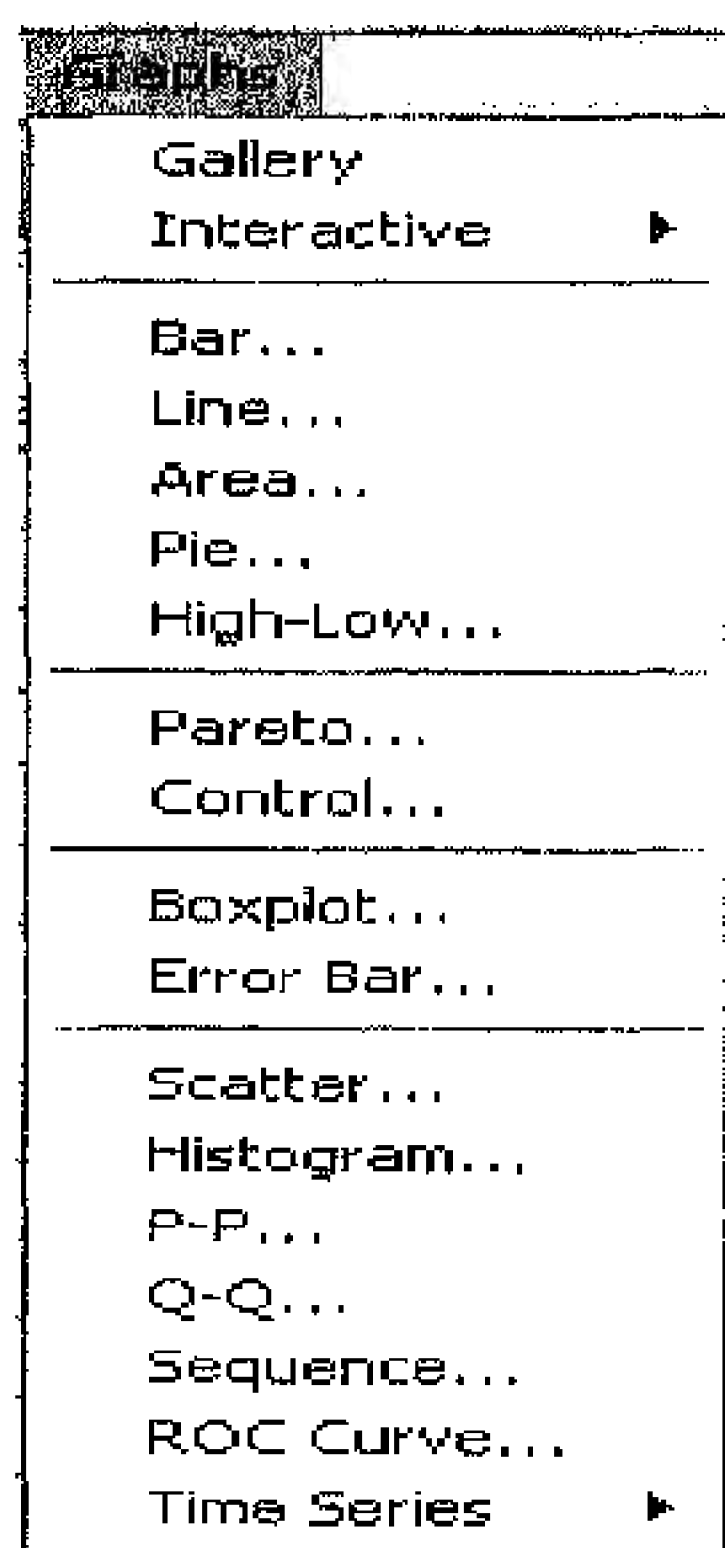 Graphs
Gallery
Interactive
Bar...
Line...
Area...
Pie...
High-Low...
Pareto...
Control...
Boxplot...
Error Bar...
Scatter...
Histogram...
P-P...
Q-Q...
Sequence...
ROC Curve...
Time Series